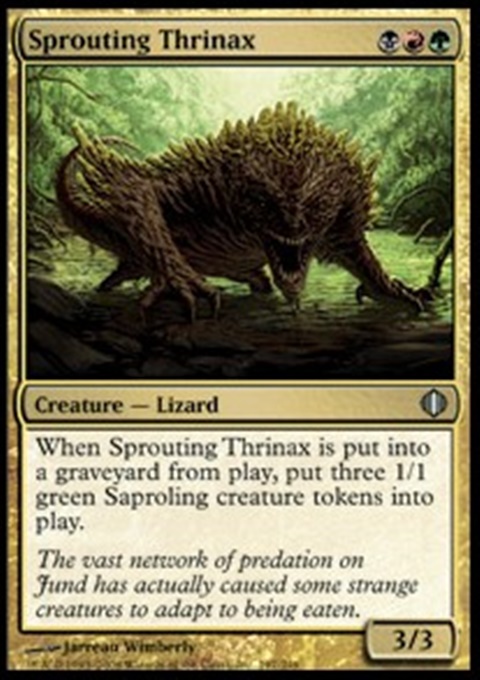 Sprouting Thrinax
Creature — Lizard
When Sprouting Thrinax is put into
a graveyard from play, put three 1/1
green Saproling creature tokens into
play.
The vast network of predation on
Jund has actually caused some strange
creatures to adapt to being eaten.
Jarreau Wimberly
3/3